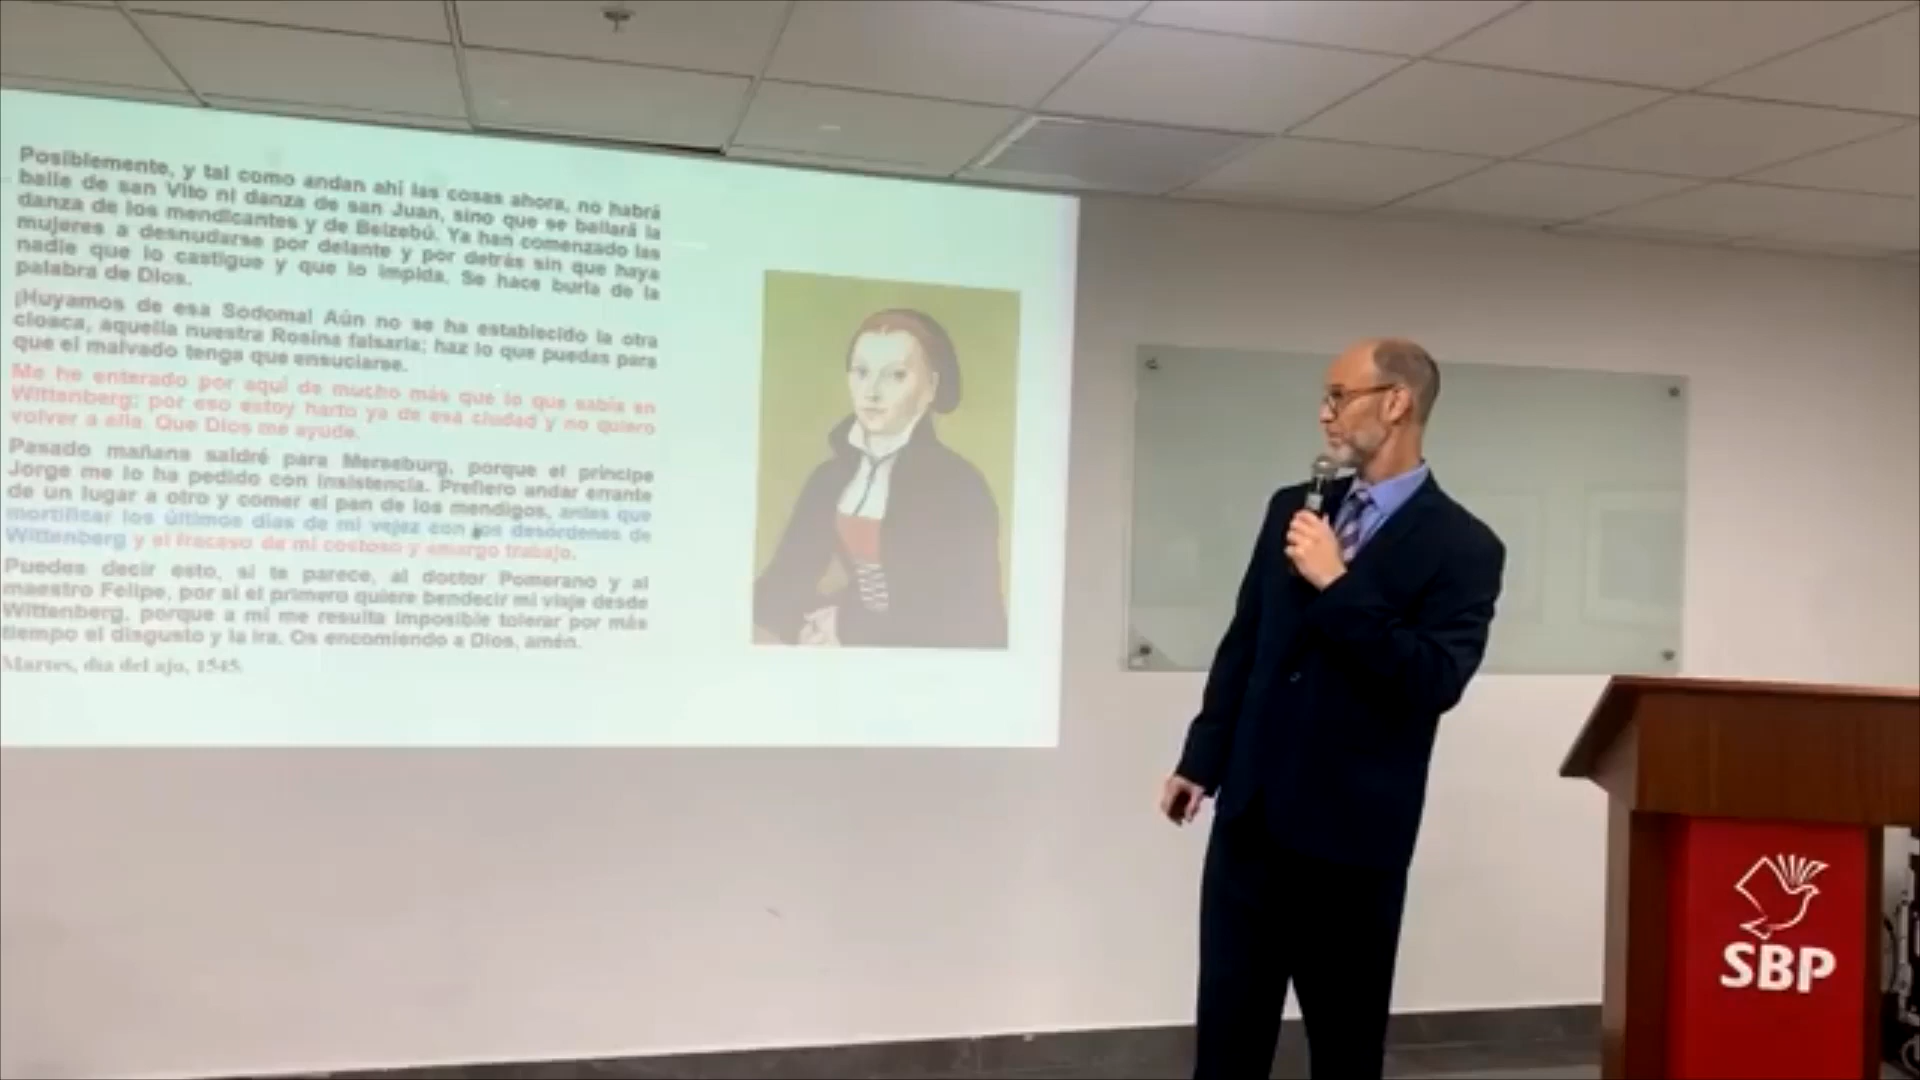 Posiblemente, y tal como andan ahí las cosas ahora, no habrá
baile de san Vito ni danza de san Juan, sino que se bailará la
danza de los mendicantes y de Belzebú. Ya han comenzado las
mujeres a desnudarse por delante y por detrás sin que haya
nadie que lo castigue y que lo impida. Se hace burla de la
palabra de Dios.
¡Huyamos de esa Sodoma! Aún no se ha establecido la otra
cloaca, aquella nuestra Rosina falsaria; haz lo que puedas para
que el malvado tenga que ensuciarse.
Me he enterado por aquí de mucho más que lo que sabía en
Wittenberg; por eso estoy harto ya de esa ciudad y no quiero
volver a ella. Que Dios me ayude.
Pasado mañana saldré para Merseburg, porque el príncipe
Jorge me lo ha pedido con insistencia. Prefiero andar errante
de un lugar a otro y comer el pan de los mendigos, antes que
mortificar los últimos días de mi vejez con los desórdenes de
Wittenberg y el fracaso de mi costoso y amargo trabajo.
Puedes decir esto, si te parece, al doctor Pomerano y al
maestro Felipe, por si el primero quiere bendecir mi viaje desde
Wittenberg, porque a mí me resulta imposible tolerar por más
tiempo el disgusto y la ira. Os encomiendo a Dios, amén.
Martes, día del ajo, 1545.
SBP